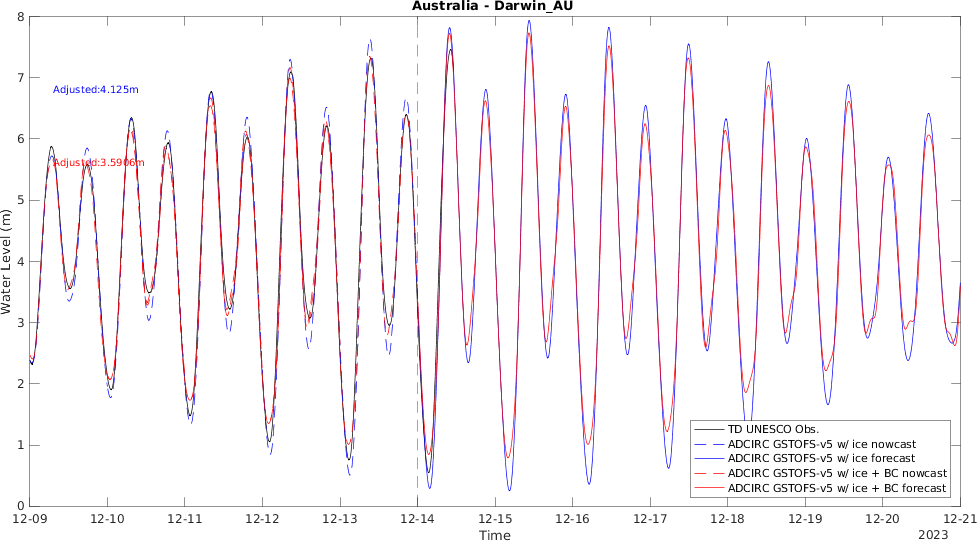 Australia - Darwin_AU
8
7
6
5
4
3
2
1
0
Water Level (m)
Adjusted:4.125m
Adjusted:3.5906m
TD UNESCO Obs.
ADCIRC GSTOFS-v5 w/ ice nowcast
ADCIRC GSTOFS-v5 w/ ice forecast
ADCIRC GSTOFS-v5 w/ ice + BC nowcast
ADCIRC GSTOFS-v5 w/ ice + BC forecast
12-09 12-10 12-11 12-12 12-13 12-14 12-15 12-16 12-17 12-18 12-19 12-20 12-21
Time
2023